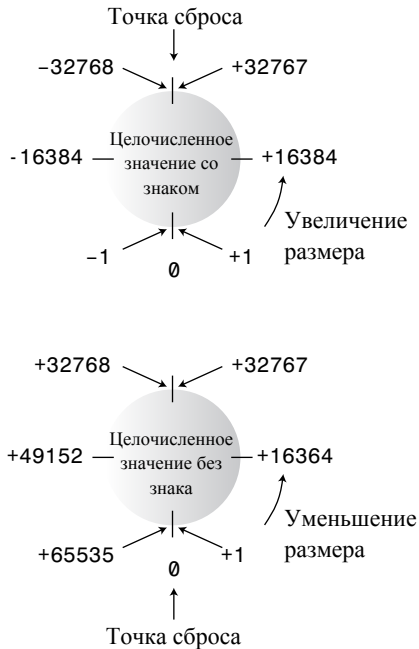 Точка сброса
−32768 +32767
Целочисленное
значение со
знаком
-16384 +16384
Увеличение
размера
−1 +1
0
+32768 +32767
Целочисленное
значение без
знака
+49152 +16364
Уменьшение
размера
+65535 +1
0
Точка сброса